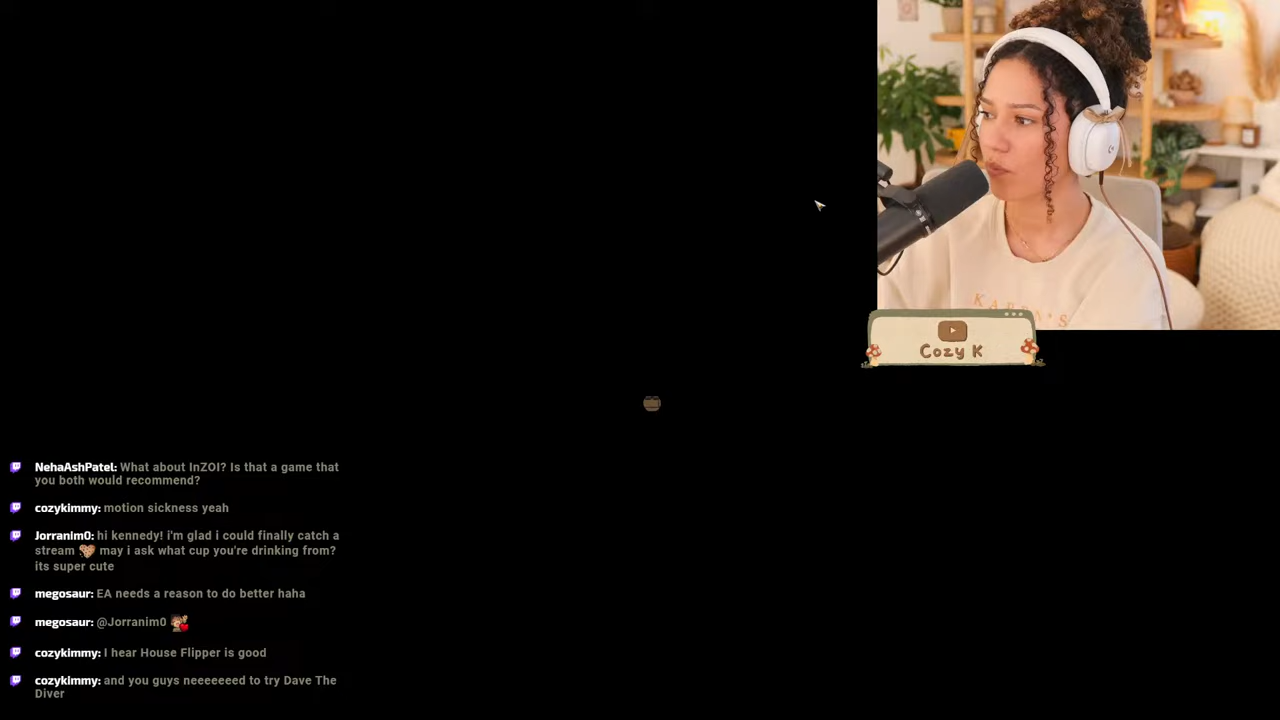 KAPPA'S
Cozy K
NehaAshPatel: What about InZOI? Is that a game that
you both would recommend?
cozykimmy: motion sickness yeah
Jorranim0: hi kennedy! i'm glad i could finally catch a
stream may i ask what cup you're drinking from?
its super cute
megosaur: EA needs a reason to do better haha
megosaur: @Jorranim0
cozykimmy: I hear House Flipper is good
cozykimmy: and you guys neeeeeeed to try Dave The
Diver